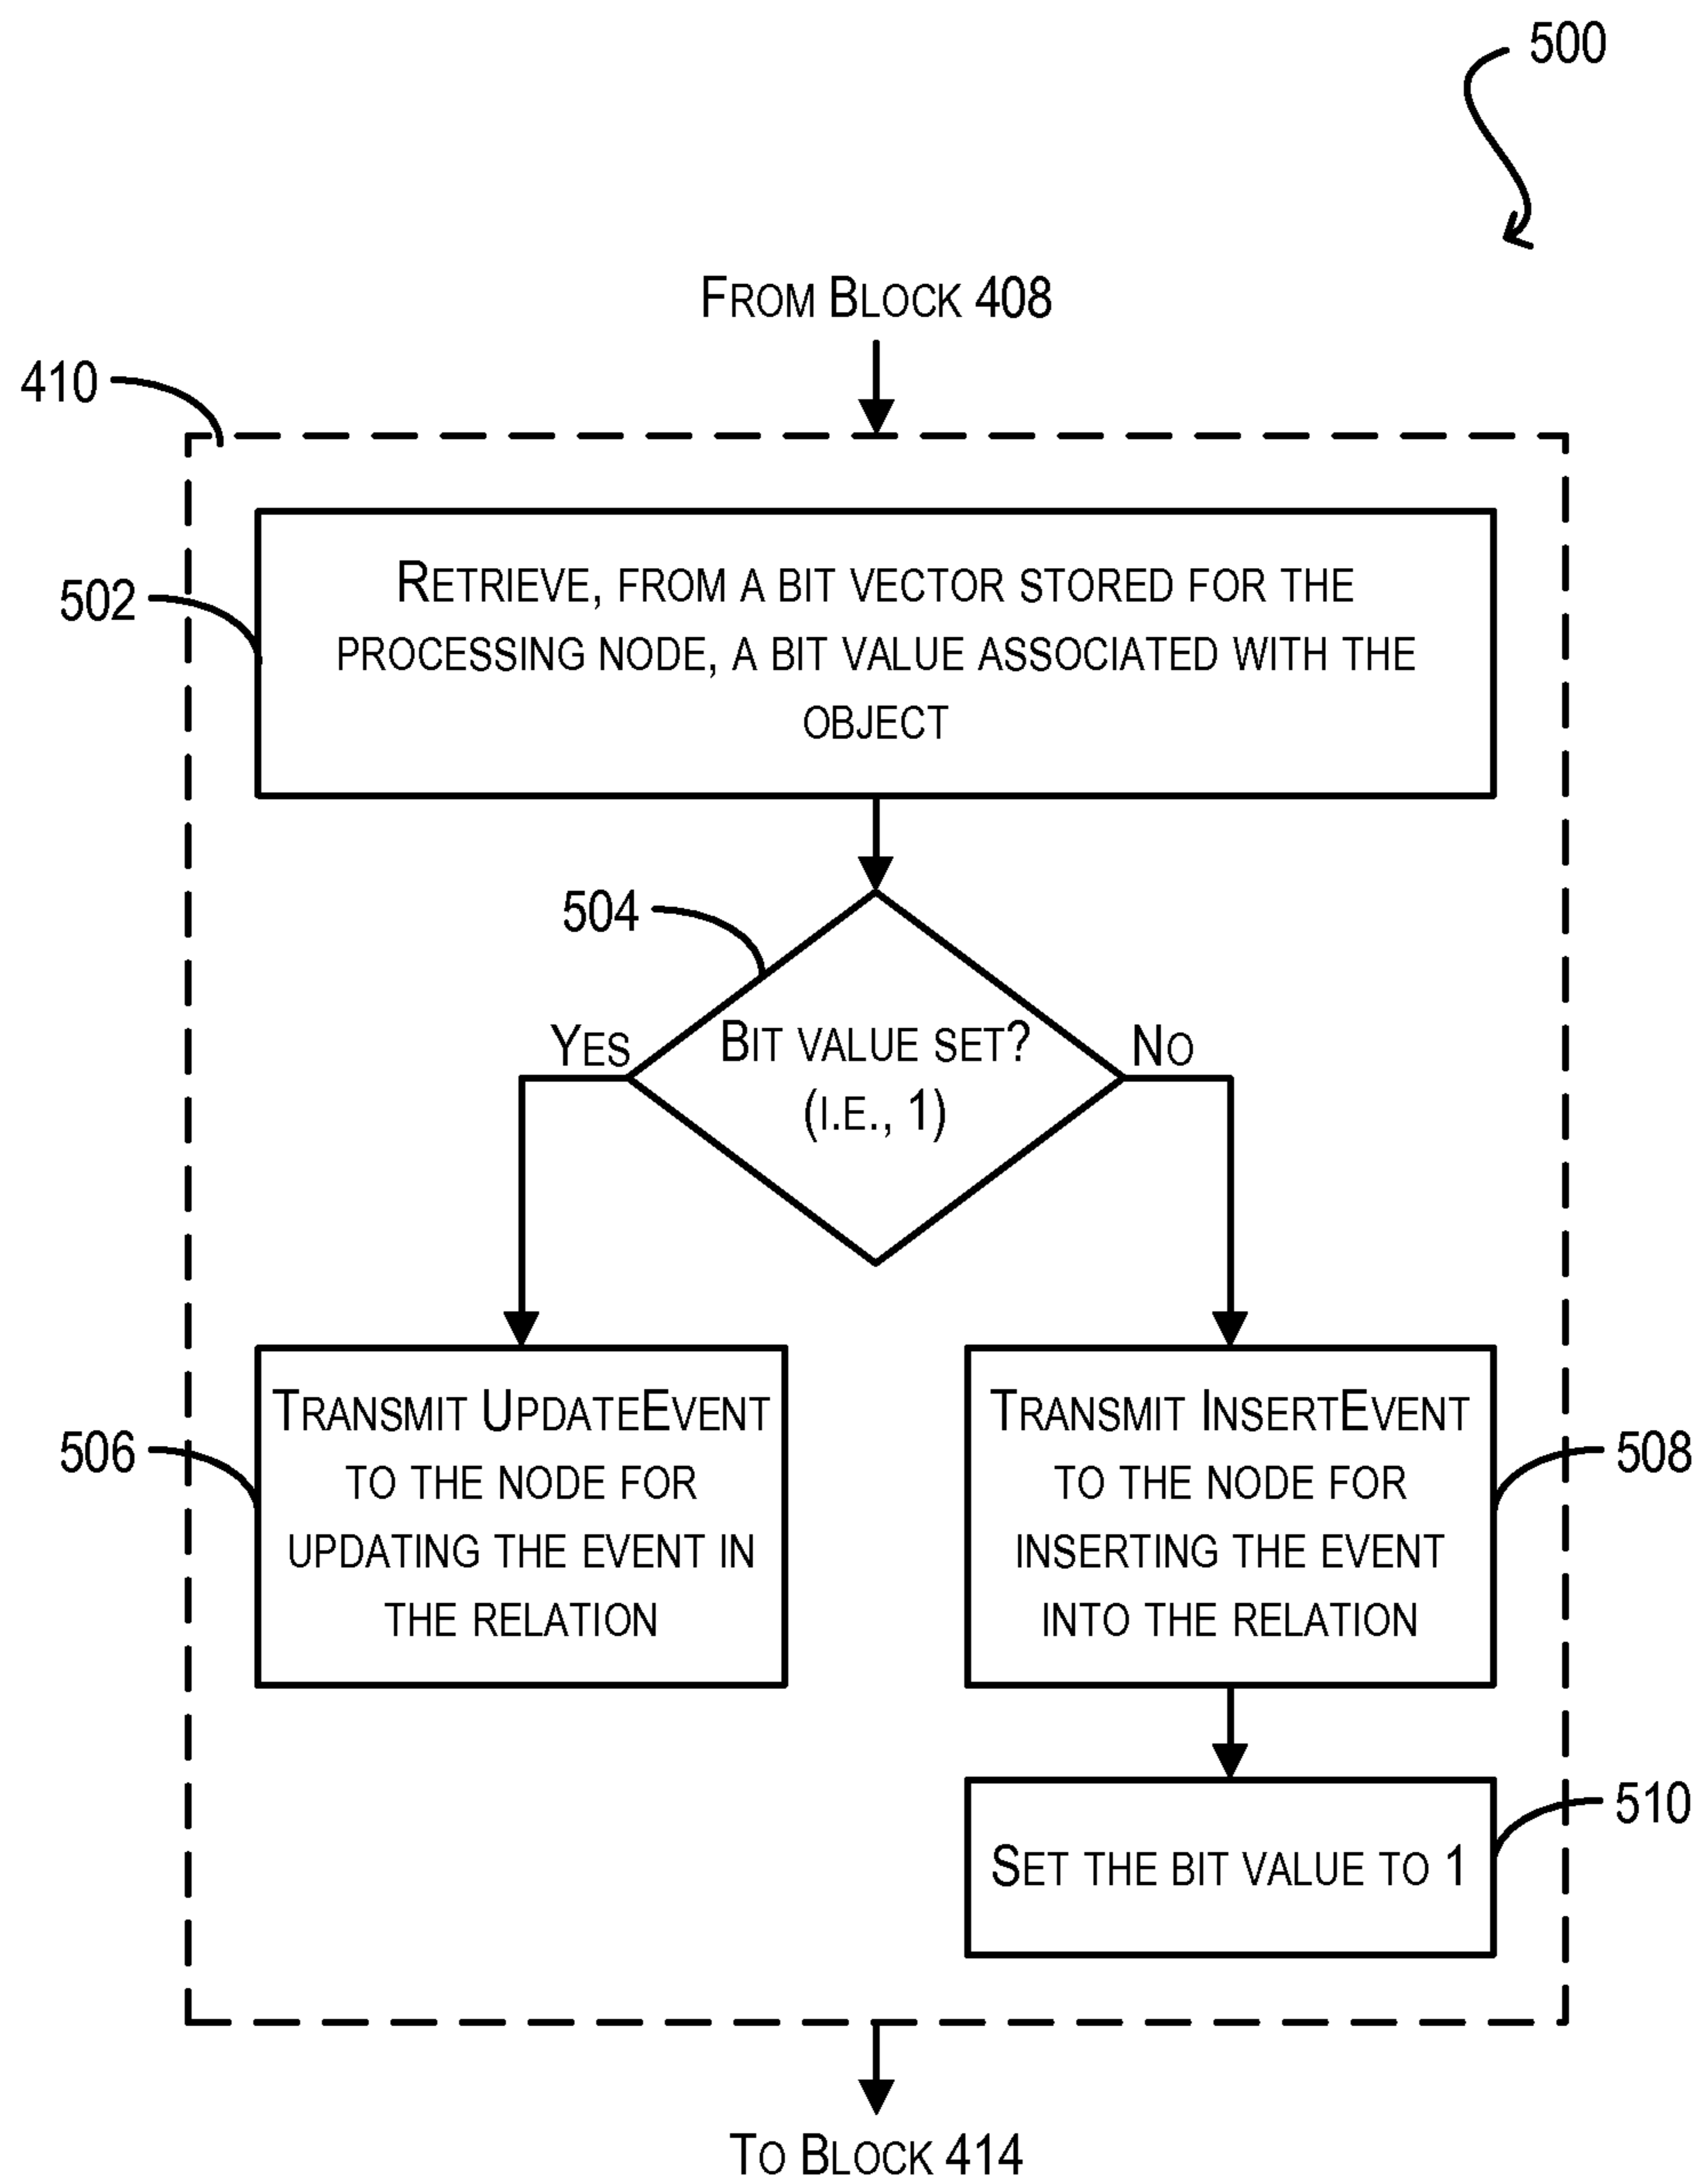 500
From Block 408
410
502
Retrieve, from a bit vector stored for the
processing node, a bit value associated with the
object
504
Yes
Bit value set?
No
(i.e., 1)
Transmit UpdateEvent
to the node for
updating the event in
the relation
506
Transmit InsertEvent
to the node for
inserting the event
into the relation
508
Set the bit value to 1
510
To Block 414